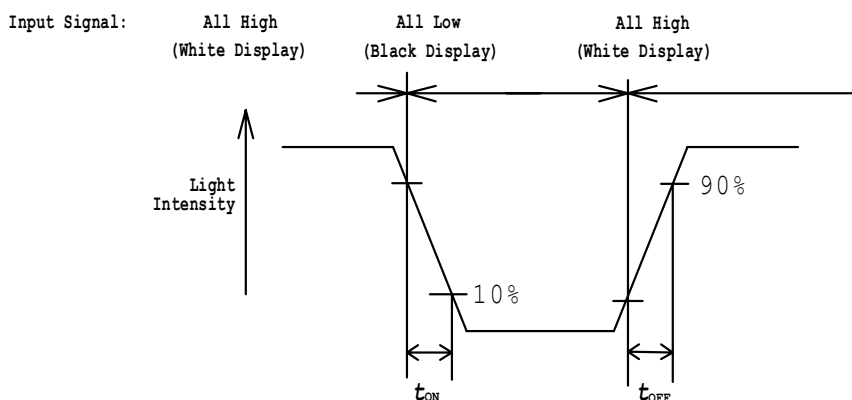 Input Signal: All High All Low All High
(White Display) (Black Display) (White Display)
Light
Intensity
90%
10%
tON tOFF